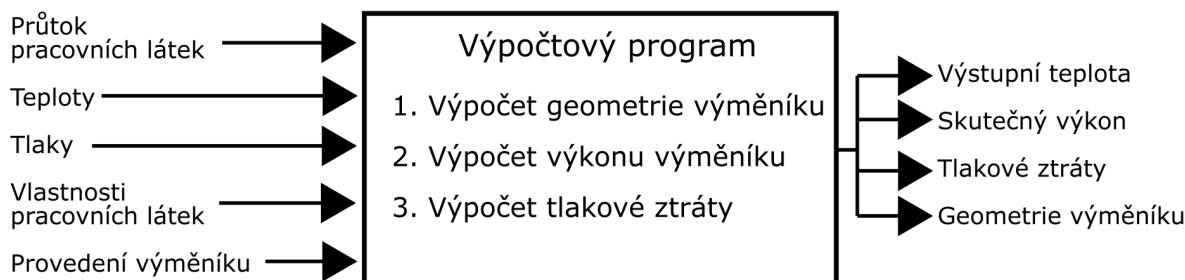 Průtok
pracovních látek
Teploty
Tlaky
Vlastnosti
pracovních látek
Provedení výměníku
Výpočtový program
1. Výpočet geometrie výměníku
2. Výpočet výkonu výměníku
3. Výpočet tlakové ztráty
Výstupní teplota
Skutečný výkon
Tlakové ztráty
Geometrie výměníku